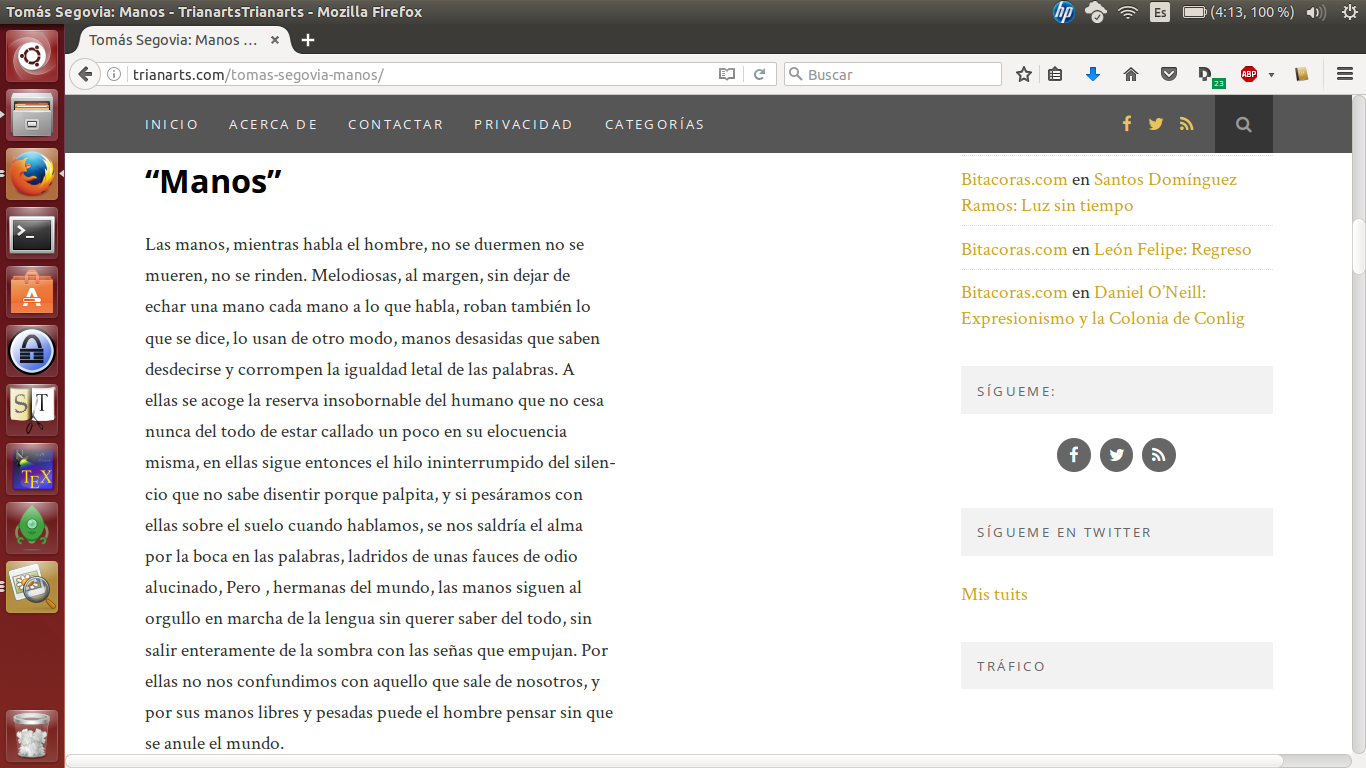 Tomás Segovia: Manos - TrianartsTrianarts - Mozilla Firefox
Es
(4:13, 100 %)
Tomás Segovia: Manos ...
trianarts.com/tomas-segovia-manos/
Buscar
23
ABP
INICIO
ACERCA DE
CONTACTAR
PRIVACIDAD
CATEGORÍAS
“Manos”
Las manos, mientras habla el hombre, no se duermen no se
mueren, no se rinden. Melodiosas, al margen, sin dejar de
echar una mano cada mano a lo que habla, roban también lo
que se dice, lo usan de otro modo, manos desasidas que saben
desdecirse y corrompen la igualdad letal de las palabras. A
ellas se acoge la reserva insobornable del humano que no cesa
nunca del todo de estar callado un poco en su elocuencia
misma, en ellas sigue entonces el hilo ininterrumpido del silen-
cio que no sabe disentir porque palpita, y si pesáramos con
ellas sobre el suelo cuando hablamos, se nos saldría el alma
por la boca en las palabras, ladridos de unas fauces de odio
alucinado, Pero , hermanas del mundo, las manos siguen al
orgullo en marcha de la lengua sin querer saber del todo, sin
salir enteramente de la sombra con las señas que empujan. Por
ellas no nos confundimos con aquello que sale de nosotros, y
por sus manos libres y pesadas puede el hombre pensar sin que
se anule el mundo.
Bitacoras.com en Santos Domínguez
Ramos: Luz sin tiempo
Bitacoras.com en León Felipe: Regreso
Bitacoras.com en Daniel O’Neill:
Expresionismo y la Colonia de Conlig
SÍGUEME:
SÍGUEME EN TWITTER
Mis tuits
TRÁFICO
hp
S T
TEX